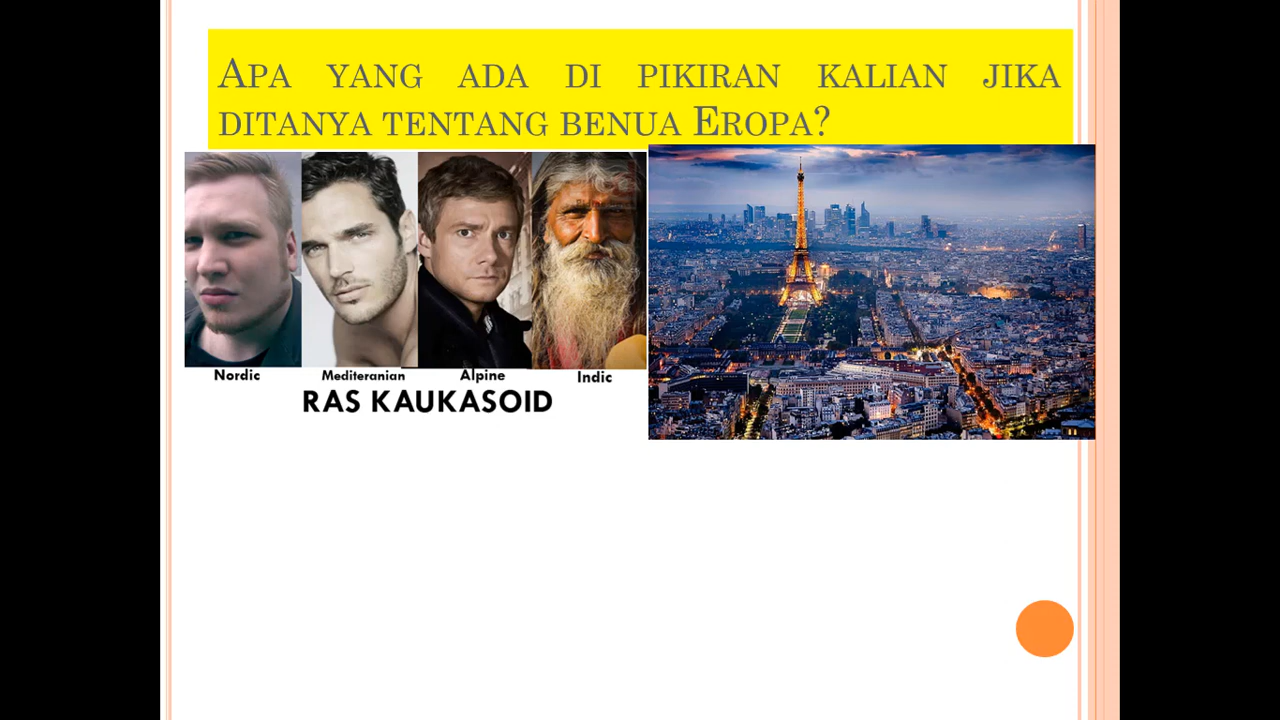 APA YANG ADA DI PIKIRAN KALIAN JIKA
DITANYA TENTANG BENUA EROPA?
Nordic
Mediteranian
Alpine
Indic
RAS KAUKASOID